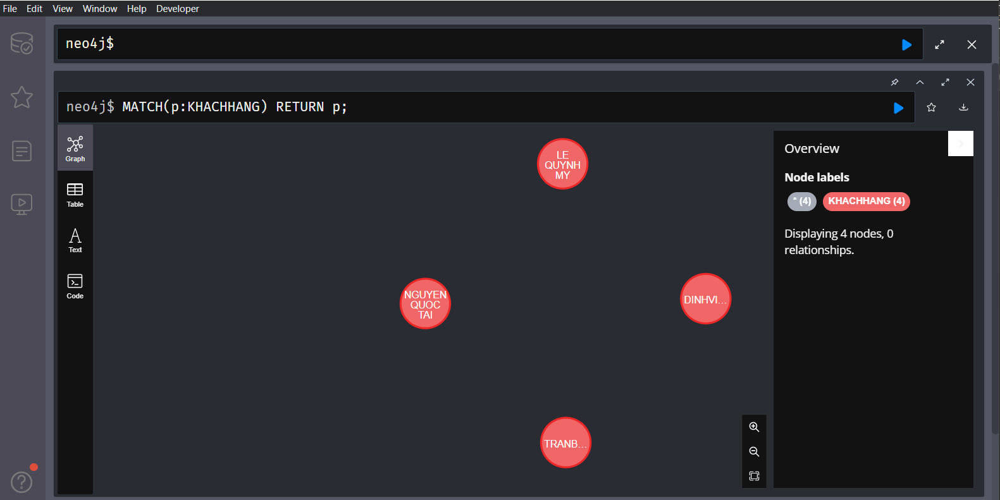 File Edit View Window Help Developer
neo4j$
neo4j$ MATCH(p:KHACHHANG) RETURN p;
Graph
Table
Text
Code
LE
QUYNH
MY
NGUYEN
QUOC
TAI
DINHVI...
TRANB...
Overview
Node labels
* (4) KHACHHANG (4)
Displaying 4 nodes, 0
relationships.